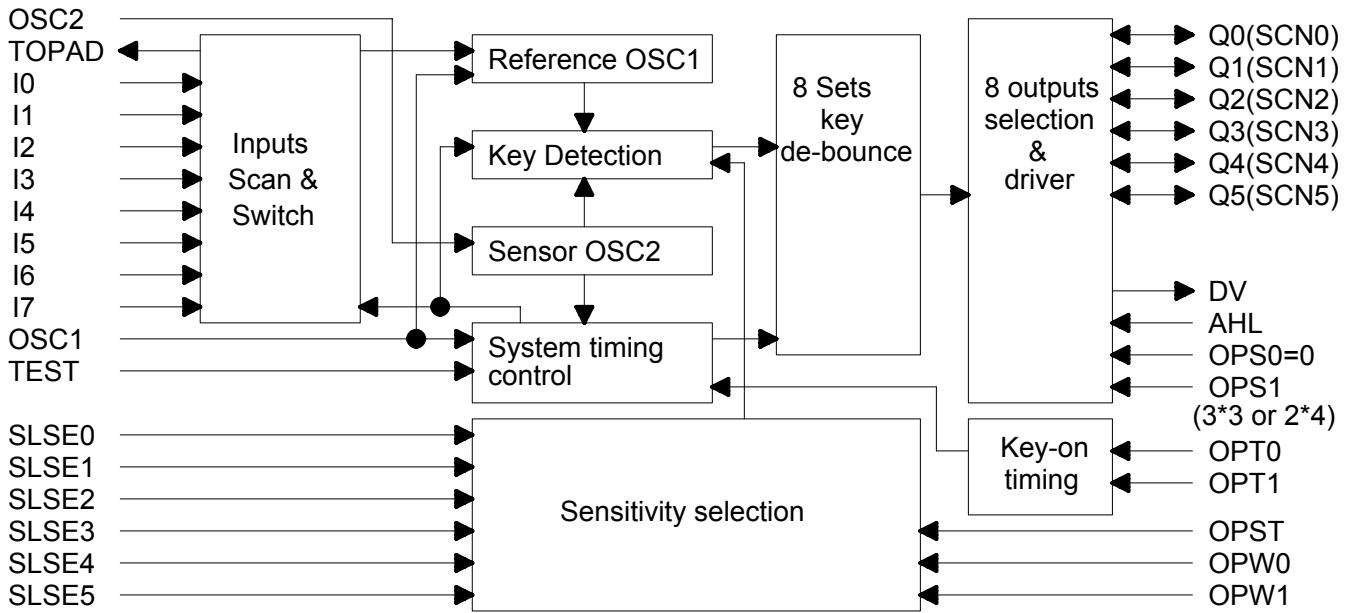 OSC2
TOPAD
I0
I1
I2
I3
I4
I5
I6
I7
OSC1
TEST
SLSE0
SLSE1
SLSE2
SLSE3
SLSE4
SLSE5
Inputs
Scan &
Switch
Reference OSC1
Key Detection
Sensor OSC2
System timing
control
Sensitivity selection
8 Sets
key
de-bounce
8 outputs
selection
&
driver
Key-on
timing
Q0(SCN0)
Q1(SCN1)
Q2(SCN2)
Q3(SCN3)
Q4(SCN4)
Q5(SCN5)
DV
AHL
OPS0=0
OPS1
(3*3 or 2*4)
OPT0
OPT1
OPST
OPW0
OPW1